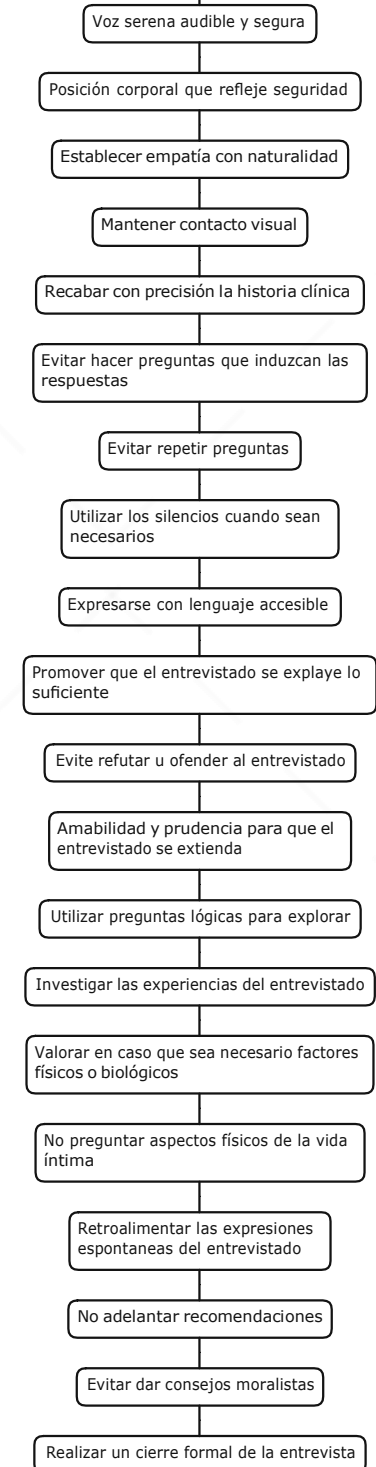 Voz serena audible y segura
Posición corporal que refleje seguridad
Establecer empatía con naturalidad
Mantener contacto visual
Recabar con precisión la historia clínica
Evitar hacer preguntas que induzcan las
respuestas
Evitar repetir preguntas
Utilizar los silencios cuando sean
necesarios
Expresarse con lenguaje accesible
Promover que el entrevistado se explaye lo
suficiente
Evite refutar u ofender al entrevistado
Amabilidad y prudencia para que el
entrevistado se extienda
Utilizar preguntas lógicas para explorar
Investigar las experiencias del entrevistado
Valorar en caso que sea necesario factores
físicos o biológicos
No preguntar aspectos físicos de la vida
íntima
Retroalimentar las expresiones
espontaneas del entrevistado
No adelantar recomendaciones
Evitar dar consejos moralistas
Realizar un cierre formal de la entrevista